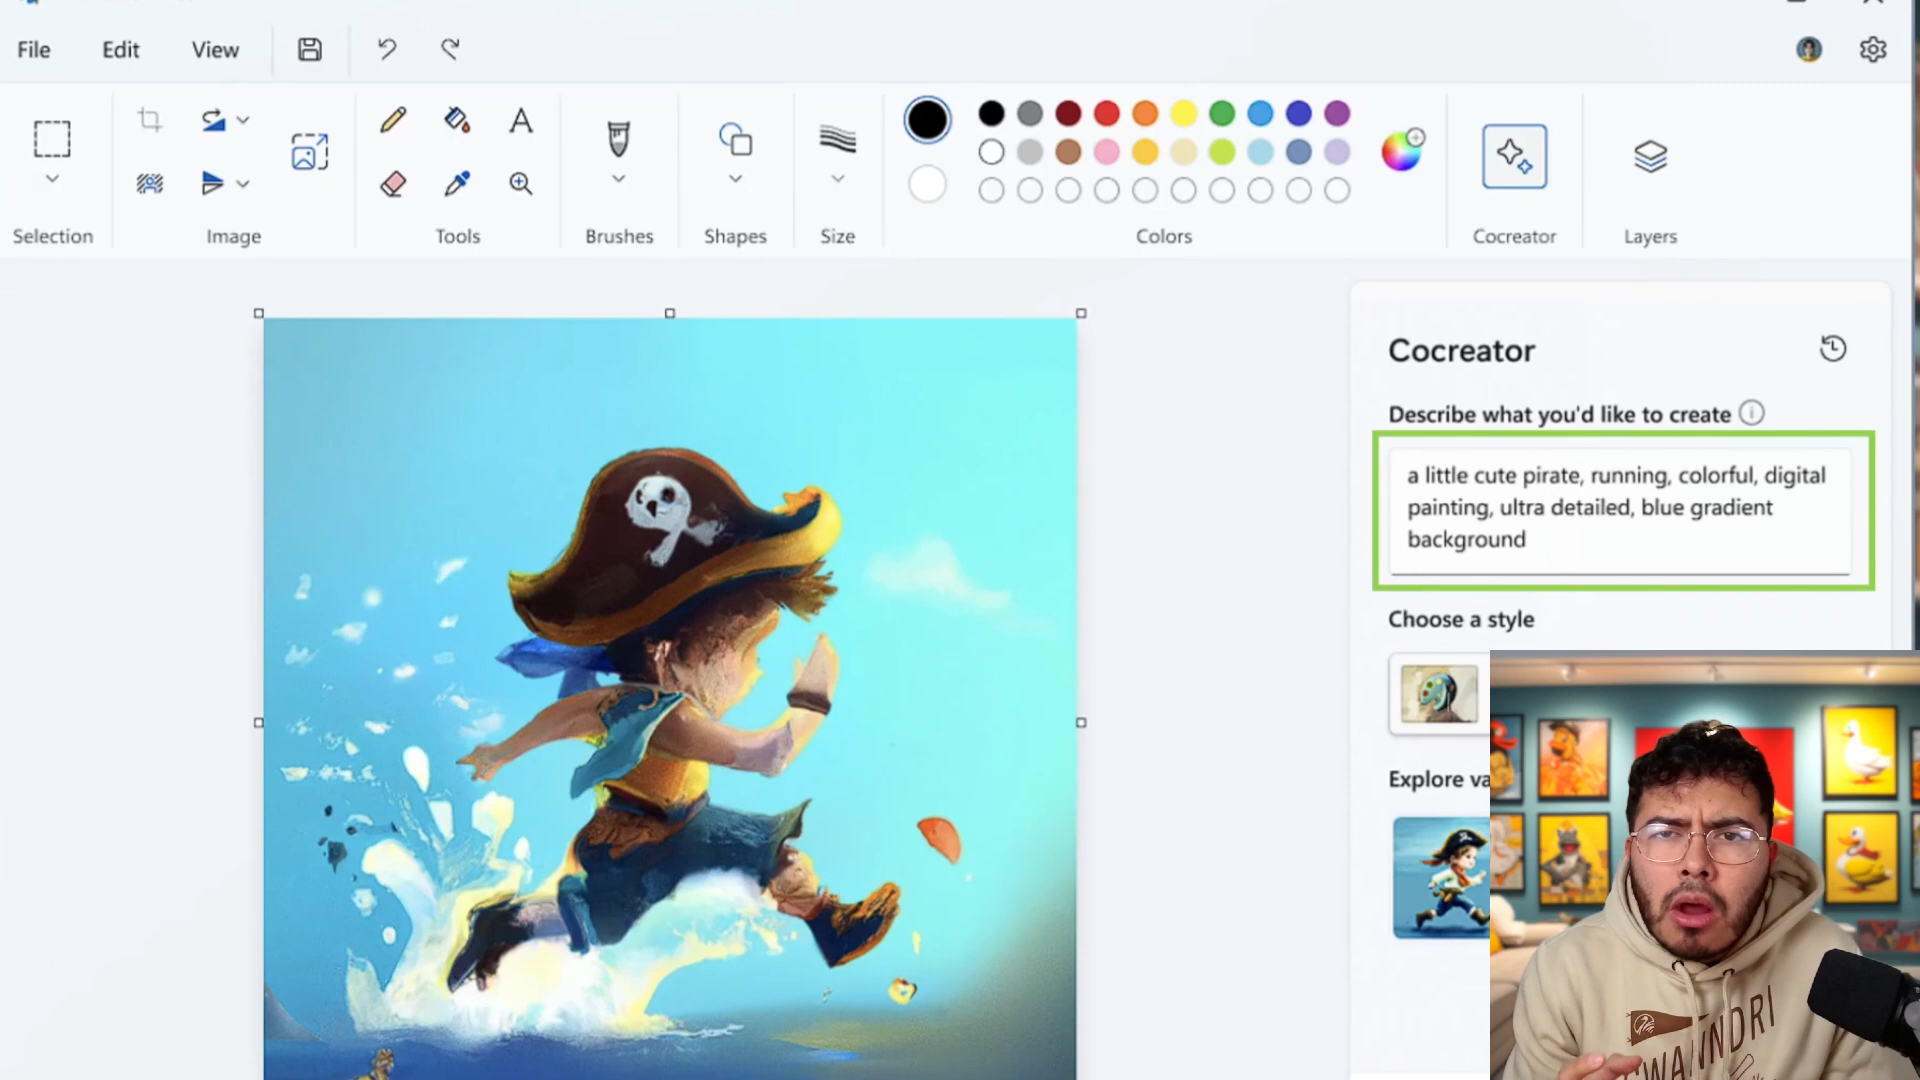 File Edit View
Selection Image Tools Brushes Shapes Size Colors Cocreator Layers
Cocreator
Describe what you'd like to create
a little cute pirate, running, colorful, digital
painting, ultra detailed, blue gradient
background
Choose a style
Explore va